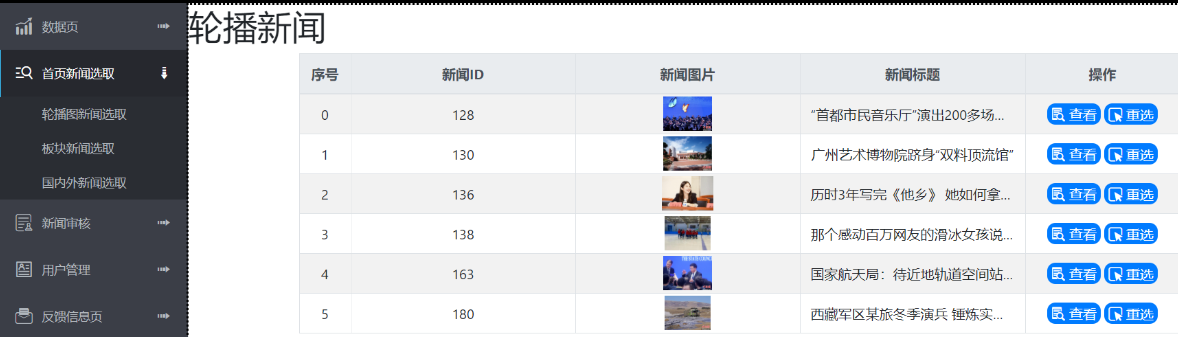 数据页
首页新闻选取
轮播图新闻选取
板块新闻选取
国内外新闻选取
新闻审核
用户管理
反馈信息页
轮播新闻
序号 新闻ID 新闻图片 新闻标题 操作
0 128 “首都市民音乐厅”演出200多场... 查看 重选
1 130 广州艺术博物院跻身“双料顶流馆” 查看 重选
2 136 历时3年写完《他乡》 她如何拿... 查看 重选
3 138 那个感动百万网友的滑冰女孩说... 查看 重选
4 163 国家航天局：待近地轨道空间站... 查看 重选
5 180 西藏军区某旅冬季演兵 锤炼实... 查看 重选